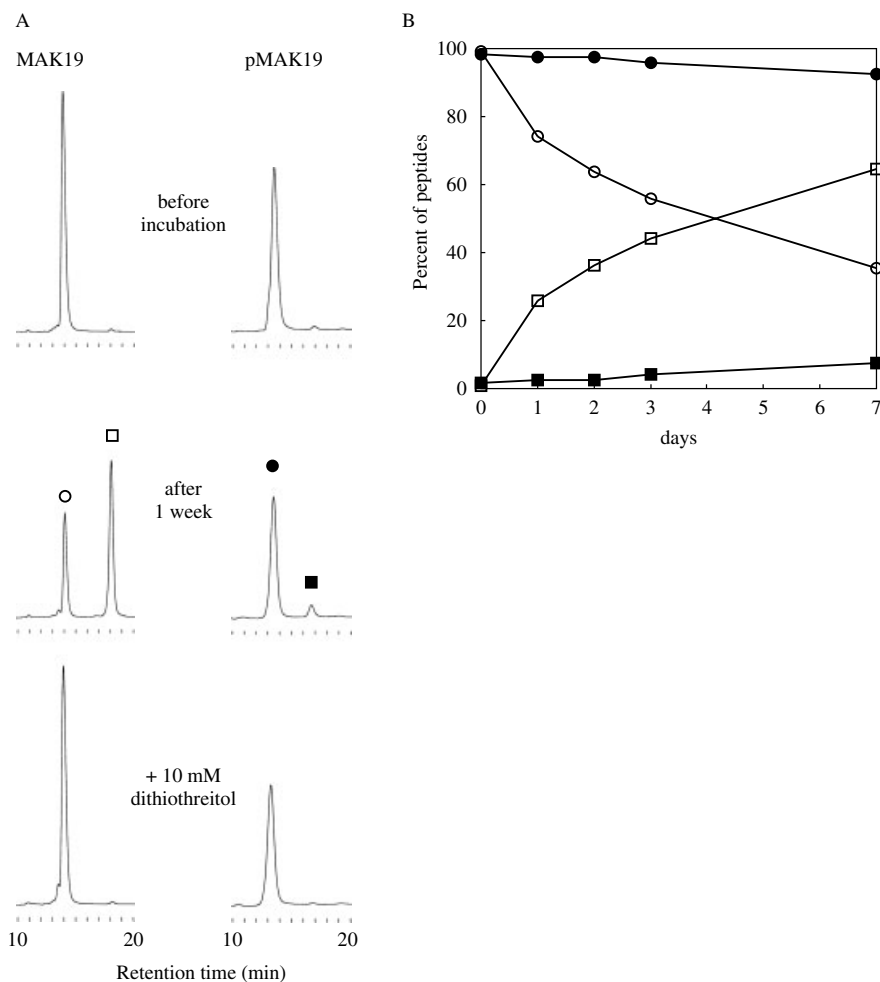 A
MAK19
pMAK19
before
incubation
after
1 week
+ 10 mM
dithiothreitol
10
20
10
20
Retention time (min)
B
100
80
60
40
20
0
Percent of peptides
0
1
2
3
4
5
6
7
days